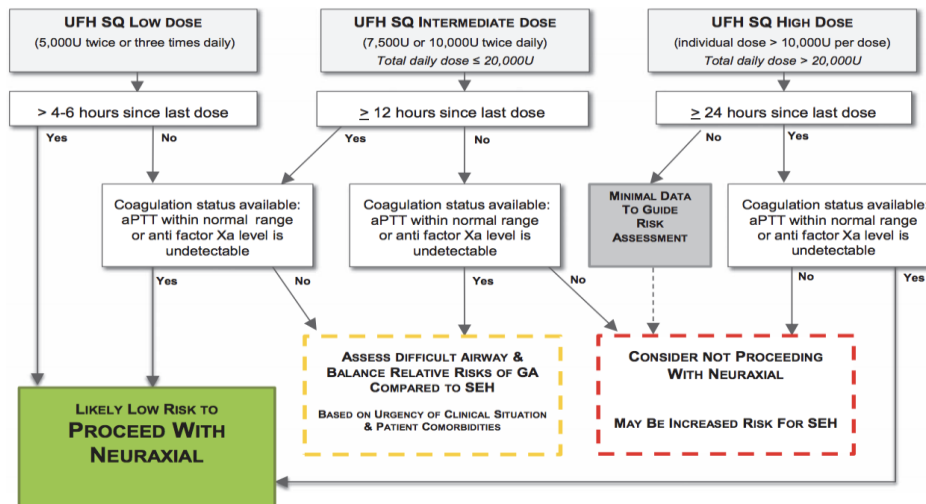 UFH SQ LOW DOSE
(5,000U twice or three times daily)
UFH SQ INTERMEDIATE DOSE
(7,500U or 10,000U twice daily)
Total daily dose ≤ 20,000U
UFH SQ HIGH DOSE
(individual dose > 10,000U per dose)
Total daily dose > 20,000U
> 4-6 hours since last dose
≥ 12 hours since last dose
≥ 24 hours since last dose
Yes
No
Yes
No
No
Yes
Coagulation status available:
aPTT within normal range
or anti factor Xa level is
undetectable
Coagulation status available:
aPTT within normal range
or anti factor Xa level is
undetectable
MINIMAL DATA
TO GUIDE
RISK
ASSESSMENT
Coagulation status available:
aPTT within normal range
or anti factor Xa level is
undetectable
Yes
No
Yes
No
No
Yes
ASSESS DIFFICULT AIRWAY &
BALANCE RELATIVE RISKS OF GA
COMPARED TO SEH
BASED ON URGENCY OF CLINICAL SITUATION
& PATIENT COMORBIDITIES
CONSIDER NOT PROCEEDING
WITH NEURAXIAL
MAY BE INCREASED RISK FOR SEH
LIKELY LOW RISK TO
PROCEED WITH
NEURAXIAL